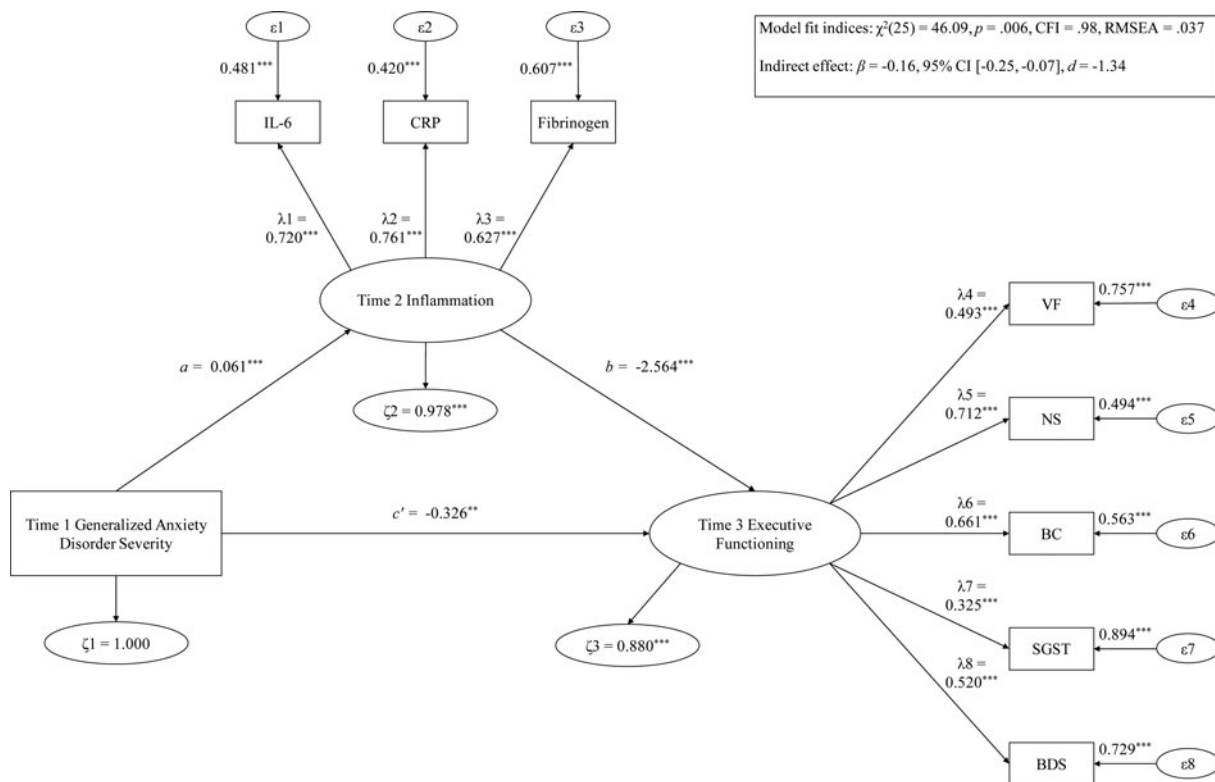 ε1
ε2
ε3
Model fit indices: χ²(25) = 46.09, p = .006, CFI = .98, RMSEA = .037
Indirect effect: β = -0.16, 95% CI [-0.25, -0.07], d = -1.34
0.481***
0.420***
0.607***
IL-6
CRP
Fibrinogen
λ1 =
0.720***
λ2 =
0.761***
λ3 =
0.627***
Time 2 Inflammation
a = 0.061***
b = -2.564***
ζ2 = 0.978***
Time 1 Generalized Anxiety
Disorder Severity
c' = -0.326**
Time 3 Executive
Functioning
ζ1 = 1.000
ζ3 = 0.880***
λ4 =
0.493***
VF
0.757***
ε4
λ5 =
0.712***
NS
0.494***
ε5
λ6 =
0.661***
BC
0.563***
ε6
λ7 =
0.325***
SGST
0.894***
ε7
λ8 =
0.520***
BDS
0.729***
ε8